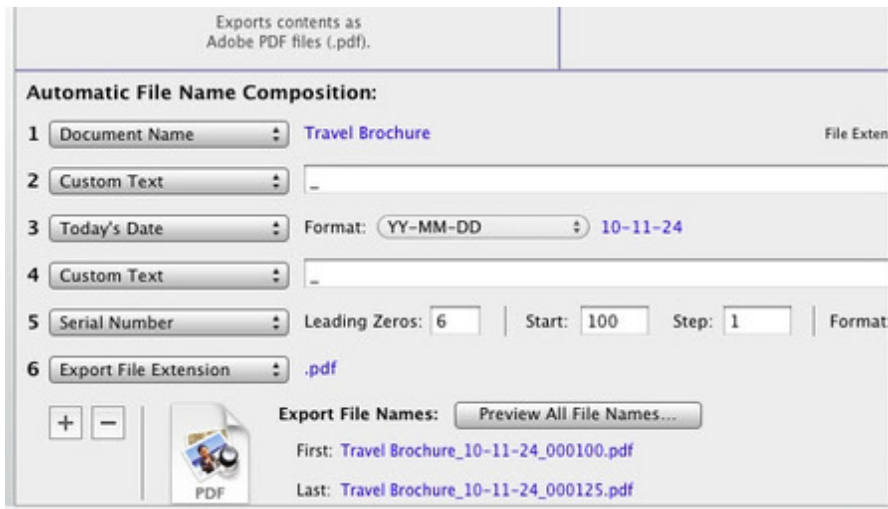 Exports contents as
Adobe PDF files (.pdf).
Automatic File Name Composition:
1 Document Name Travel Brochure File Exten
2 Custom Text _
3 Today's Date Format: YY-MM-DD 10-11-24
4 Custom Text _
5 Serial Number Leading Zeros: 6 Start: 100 Step: 1 Format
6 Export File Extension .pdf
+ − Export File Names: Preview All File Names...
First: Travel Brochure_10-11-24_000100.pdf
PDF Last: Travel Brochure_10-11-24_000125.pdf